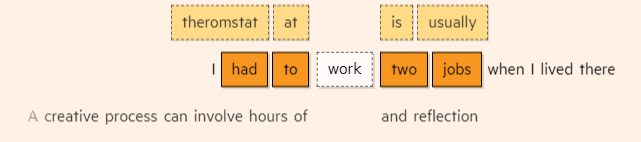 theromstat at is usually
I had to work two jobs when I lived there
A creative process can involve hours of and reflection